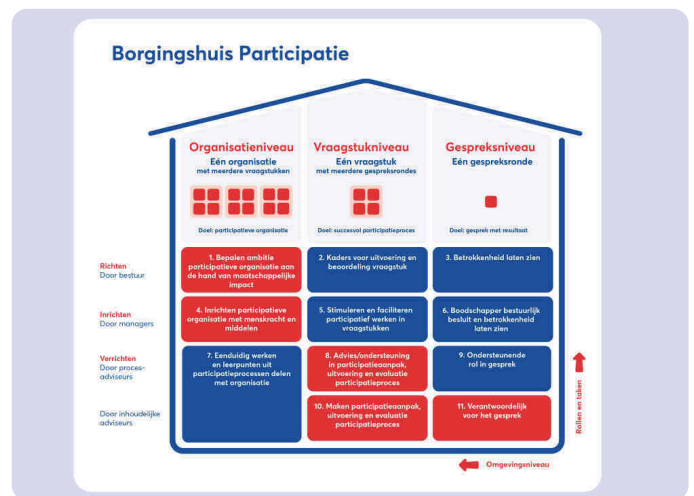 Borgingshuis Participatie
Organisatieniveau
Eén organisatie
met meerdere vraagstukken
Doel: participatieve organisatie
Vraagstukniveau
Eén vraagstuk
met meerdere gespreksrondes
Doel: succesvol participatieproces
Gespreksniveau
Eén gespreksronde
Doel: gesprek met resultaat
Richten
Door bestuur
1. Bepalen ambitie
participatieve organisatie aan
de hand van maatschappelijke
impact
2. Kaders voor uitvoering en
beoordeling vraagstuk
3. Betrokkenheid laten zien
Inrichten
Door managers
4. Inrichten participatieve
organisatie met menskracht en
middelen
5. Stimuleren en faciliteren
participatief werken in
vraagstukken
6. Boodschapper bestuurlijk
besluit en betrokkenheid
laten zien
Verrichten
Door proces-
adviseurs
7. Eenduidig werken
en leerpunten uit
participatieprocessen delen
met organisatie
8. Advies/ondersteuning
in participatieaanpak,
uitvoering en evaluatie
participatieproces
9. Ondersteunende
rol in gesprek
Door inhoudelijke
adviseurs
10. Maken participatieaanpak,
uitvoering en evaluatie
participatieproces
11. Verantwoordelijk
voor het gesprek
Rollen en taken
Omgevingsniveau